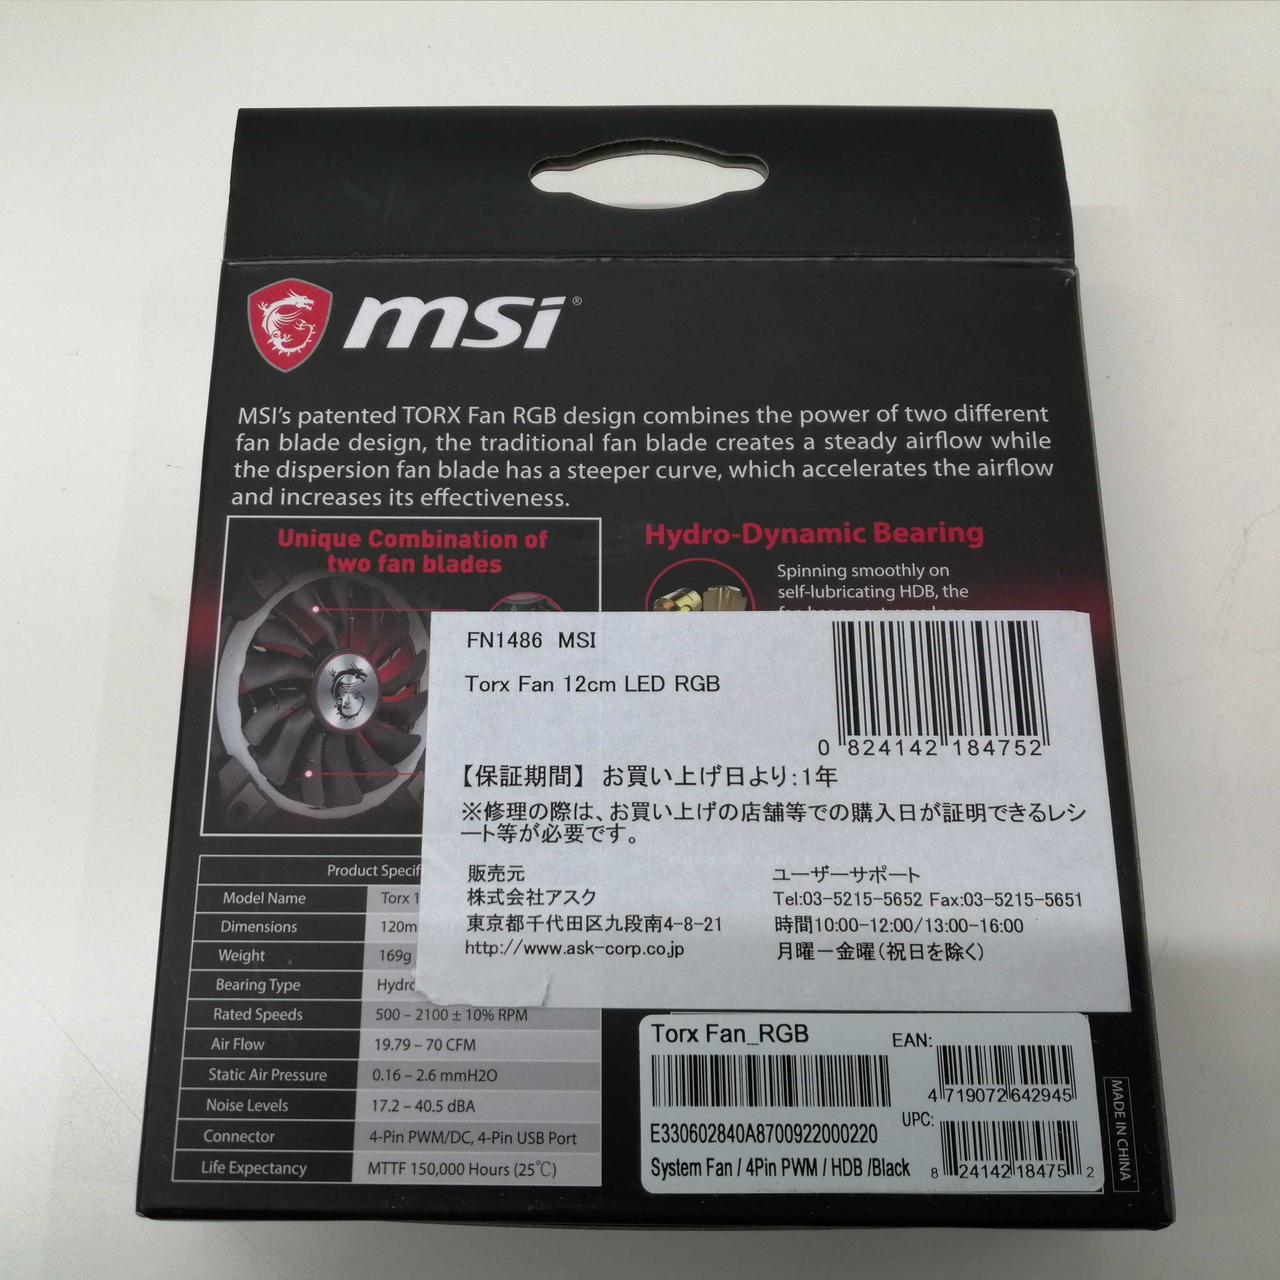 msi®
MSI's patented TORX Fan RGB design combines the power of two different
fan blade design, the traditional fan blade creates a steady airflow while
the dispersion fan blade has a steeper curve, which accelerates the airflow
and increases its effectiveness.
Unique Combination of
two fan blades
Hydro-Dynamic Bearing
Spinning smoothly on
self-lubricating HDB, the
FN1486 MSI
Torx Fan 12cm LED RGB
0 824142 184752
【保証期間】 お買い上げ日より:1年
※修理の際は、お買い上げの店舗等での購入日が証明できるレシ
ート等が必要です。
販売元
株式会社アスク
東京都千代田区九段南4-8-21
http://www.ask-corp.co.jp
ユーザーサポート
Tel:03-5215-5652 Fax:03-5215-5651
時間10:00-12:00/13:00-16:00
月曜－金曜(祝日を除く)
Product
Model Name Torx
Dimensions
Weight 169g
Bearing Type
Rated Speeds 500 – 2100 ± 10% RPM
Air Flow 19.79 – 70 CFM
Static Air Pressure 0.16 – 2.6 mmH2O
Noise Levels 17.2 – 40.5 dBA
Connector 4-Pin PWM/DC, 4-Pin USB Port
Life Expectancy MTTF 150,000 Hours (25℃)
Torx Fan_RGB
E330602840A8700922000220
System Fan / 4Pin PWM / HDB /Black
EAN:
4 719072 642945
UPC:
8 24142 18475 2
MADE IN CHINA